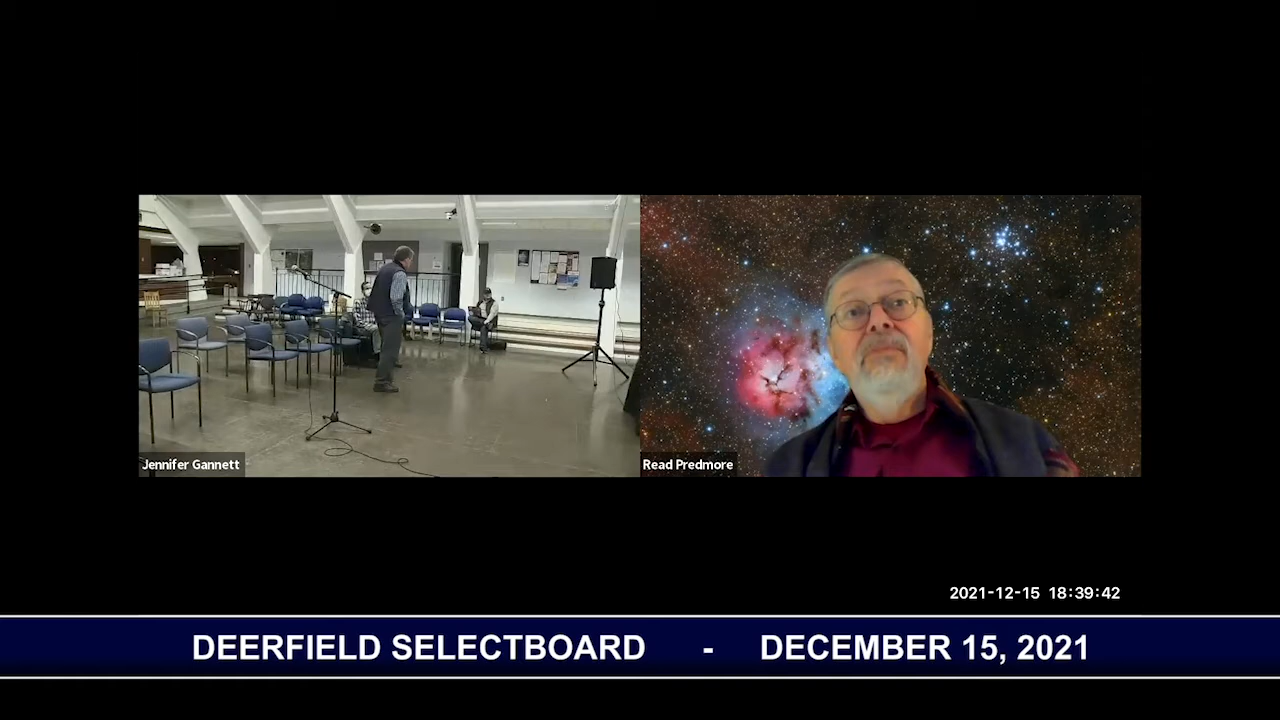 Jennifer Gannett
Read Predmore
2021-12-15 18:39:42
DEERFIELD SELECTBOARD - DECEMBER 15, 2021